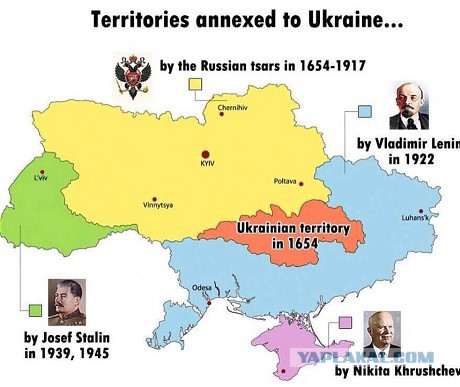 Territories annexed to Ukraine...
by the Russian tsars in 1654-1917
Chernihiv
by Vladimir Lenin
in 1922
KYIV
L'viv
Poltava
Vinnytsya
Luhans'k
Ukrainian territory
in 1654
Odesa
by Josef Stalin
in 1939, 1945
YAPLAKAL.COM
by Nikita Khrushchev